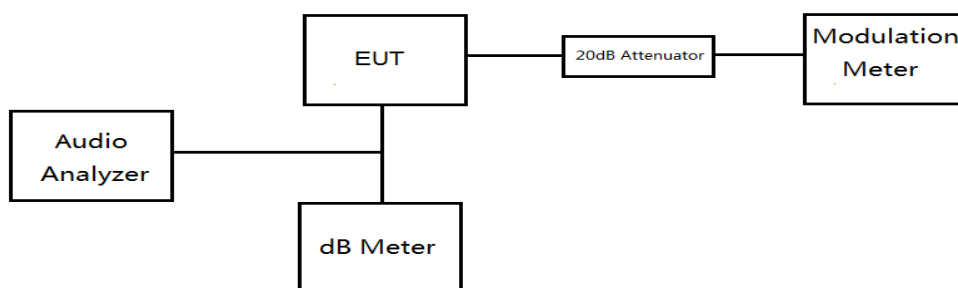 EUT
20dB Attenuator
Modulation
Meter
Audio
Analyzer
dB Meter